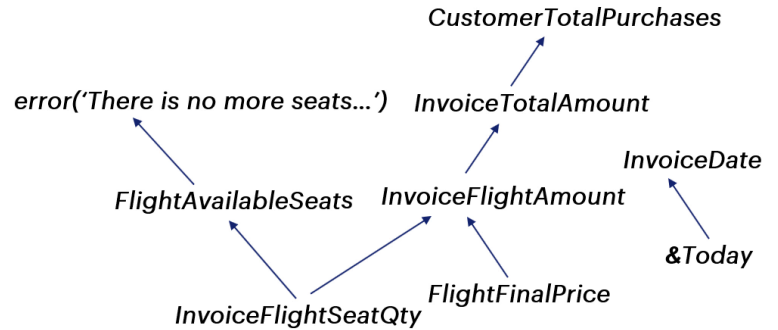 CustomerTotalPurchases
error(‘There is no more seats...’)
InvoiceTotalAmount
InvoiceDate
FlightAvailableSeats
InvoiceFlightAmount
&Today
FlightFinalPrice
InvoiceFlightSeatQty